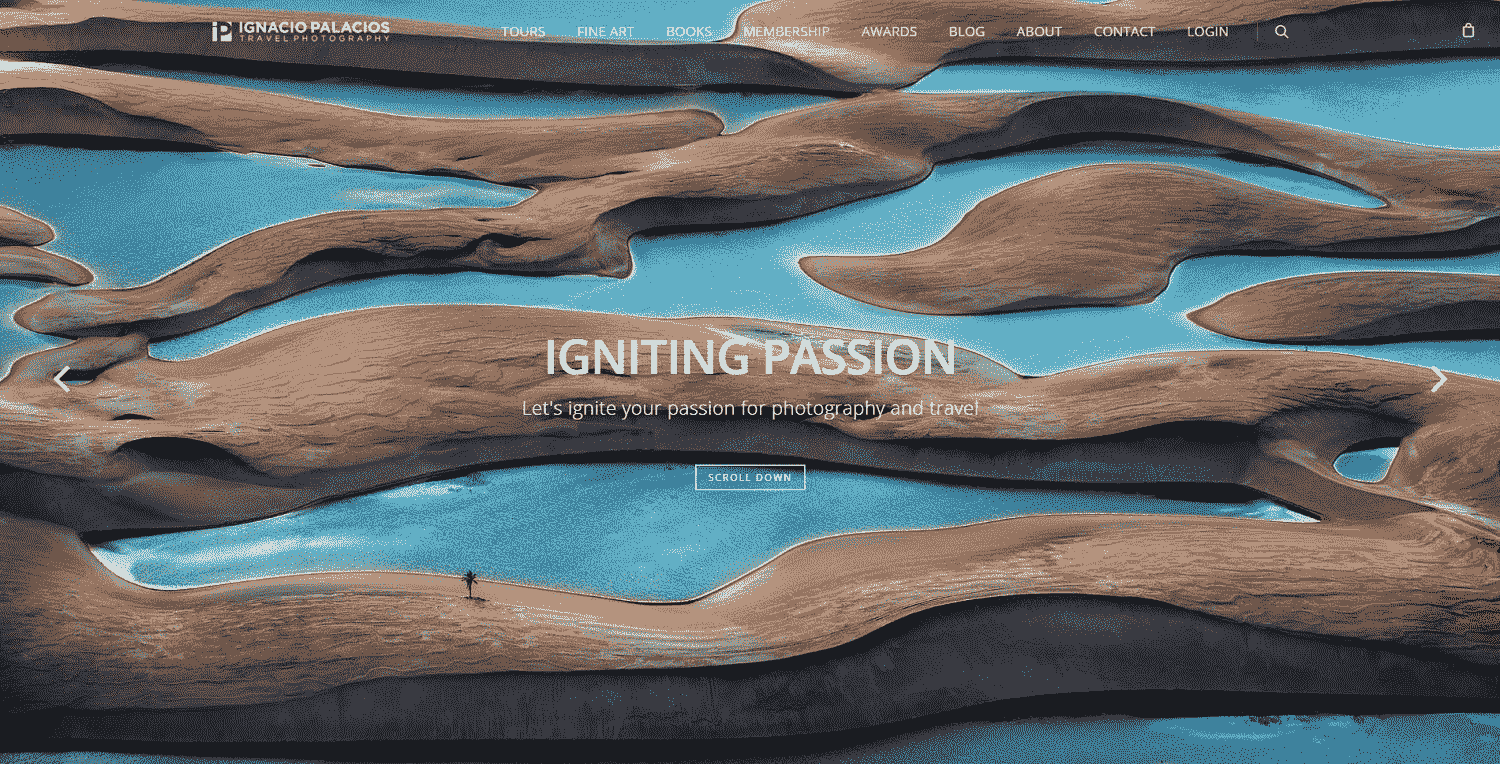 IGNACIO PALACIOS
TRAVEL PHOTOGRAPHY
TOURS FINE ART BOOKS MEMBERSHIP AWARDS BLOG ABOUT CONTACT LOGIN
IGNITING PASSION
Let's ignite your passion for photography and travel
SCROLL DOWN